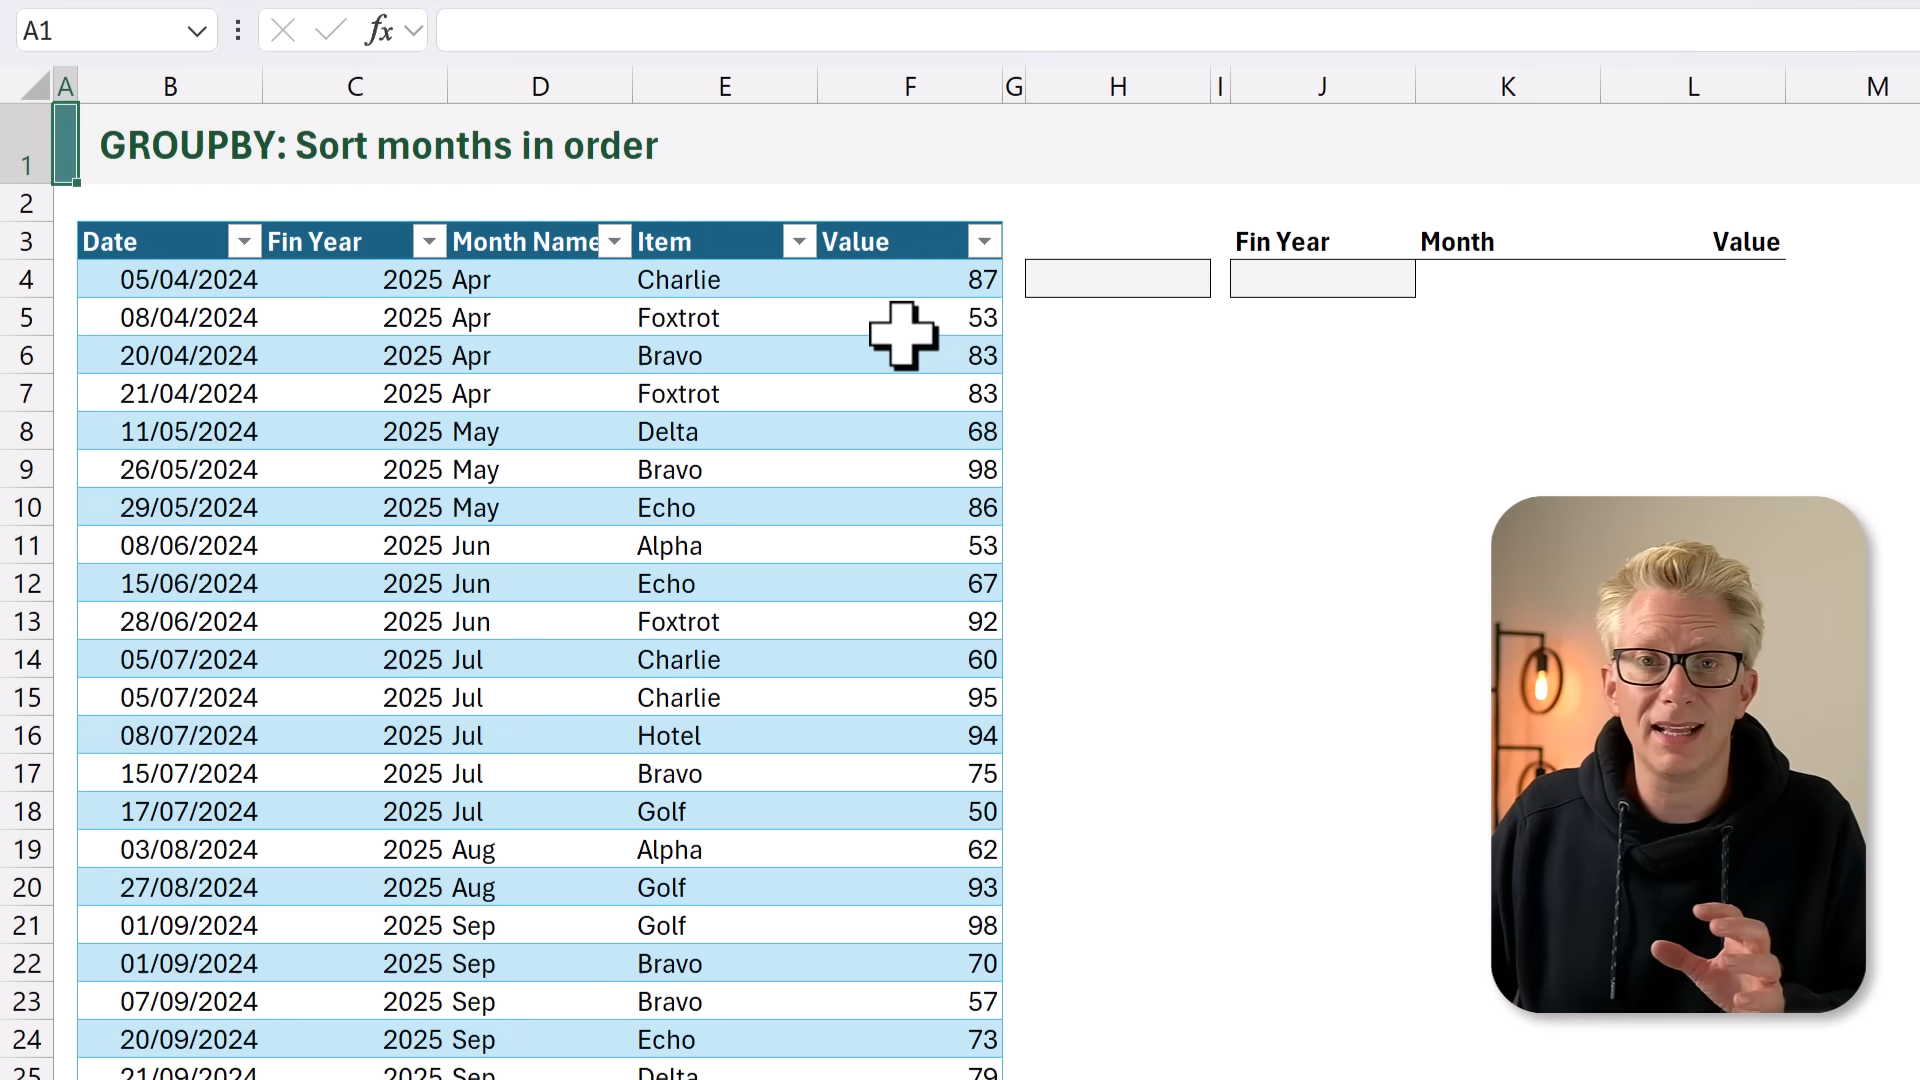 A1
fx
A B C D E F G H I J K L M
1 GROUPBY: Sort months in order
2
3 Date Fin Year Month Name Item Value Fin Year Month Value
4 05/04/2024 2025 Apr Charlie 87
5 08/04/2024 2025 Apr Foxtrot 53
6 20/04/2024 2025 Apr Bravo 83
7 21/04/2024 2025 Apr Foxtrot 83
8 11/05/2024 2025 May Delta 68
9 26/05/2024 2025 May Bravo 98
10 29/05/2024 2025 May Echo 86
11 08/06/2024 2025 Jun Alpha 53
12 15/06/2024 2025 Jun Echo 67
13 28/06/2024 2025 Jun Foxtrot 92
14 05/07/2024 2025 Jul Charlie 60
15 05/07/2024 2025 Jul Charlie 95
16 08/07/2024 2025 Jul Hotel 94
17 15/07/2024 2025 Jul Bravo 75
18 17/07/2024 2025 Jul Golf 50
19 03/08/2024 2025 Aug Alpha 62
20 27/08/2024 2025 Aug Golf 93
21 01/09/2024 2025 Sep Golf 98
22 01/09/2024 2025 Sep Bravo 70
23 07/09/2024 2025 Sep Bravo 57
24 20/09/2024 2025 Sep Echo 73
25 21/09/2024 2025 Sep Delta 79